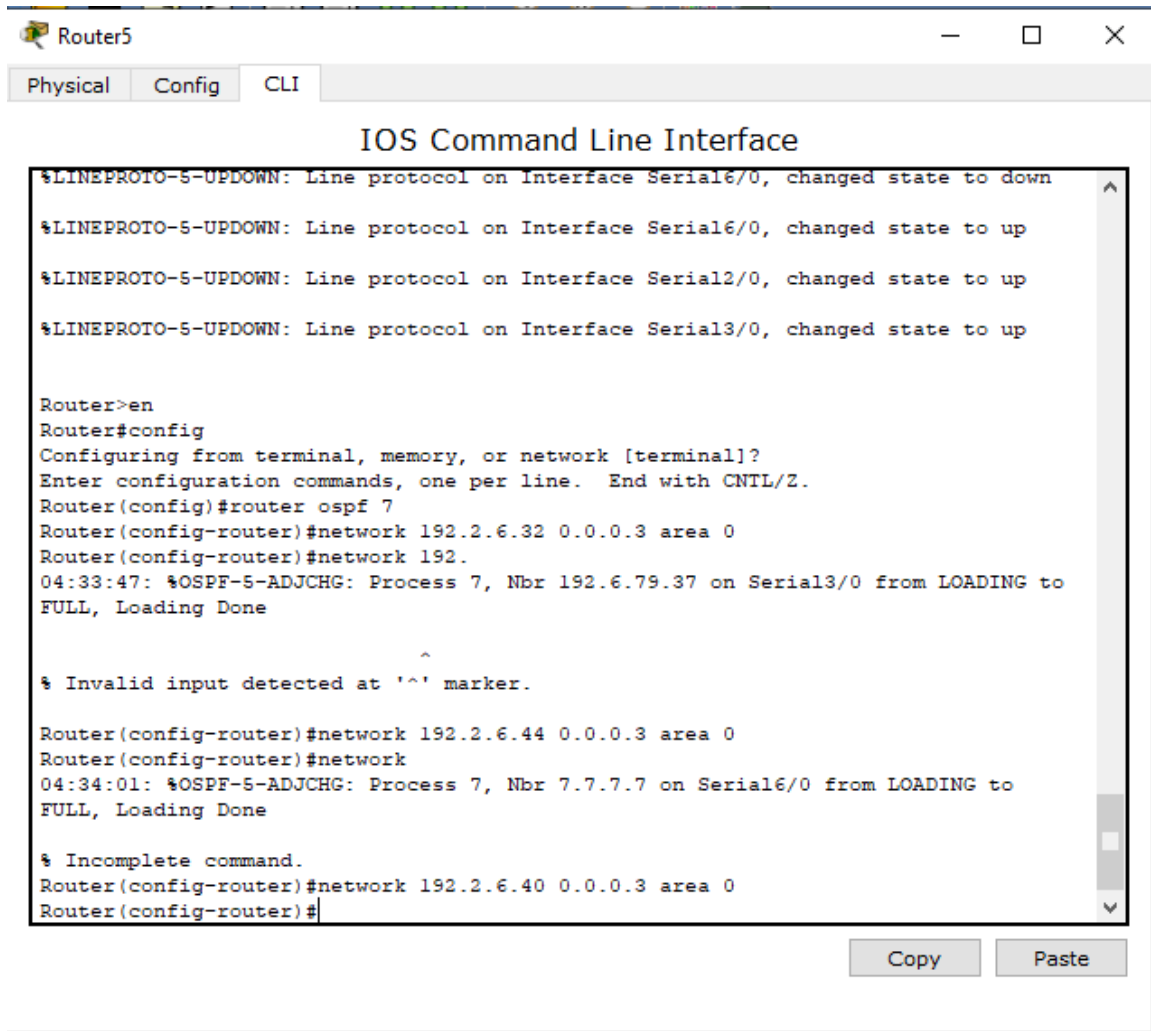 Router5
Physical Config CLI
IOS Command Line Interface
%LINEPROTO-5-UPDOWN: Line protocol on Interface Serial6/0, changed state to down
%LINEPROTO-5-UPDOWN: Line protocol on Interface Serial6/0, changed state to up
%LINEPROTO-5-UPDOWN: Line protocol on Interface Serial2/0, changed state to up
%LINEPROTO-5-UPDOWN: Line protocol on Interface Serial3/0, changed state to up
Router>en
Router#config
Configuring from terminal, memory, or network [terminal]?
Enter configuration commands, one per line.  End with CNTL/Z.
Router(config)#router ospf 7
Router(config-router)#network 192.2.6.32 0.0.0.3 area 0
Router(config-router)#network 192.
04:33:47: %OSPF-5-ADJCHG: Process 7, Nbr 192.6.79.37 on Serial3/0 from LOADING to
FULL, Loading Done
^
% Invalid input detected at '^' marker.
Router(config-router)#network 192.2.6.44 0.0.0.3 area 0
Router(config-router)#network
04:34:01: %OSPF-5-ADJCHG: Process 7, Nbr 7.7.7.7 on Serial6/0 from LOADING to
FULL, Loading Done
% Incomplete command.
Router(config-router)#network 192.2.6.40 0.0.0.3 area 0
Router(config-router)#
Copy Paste